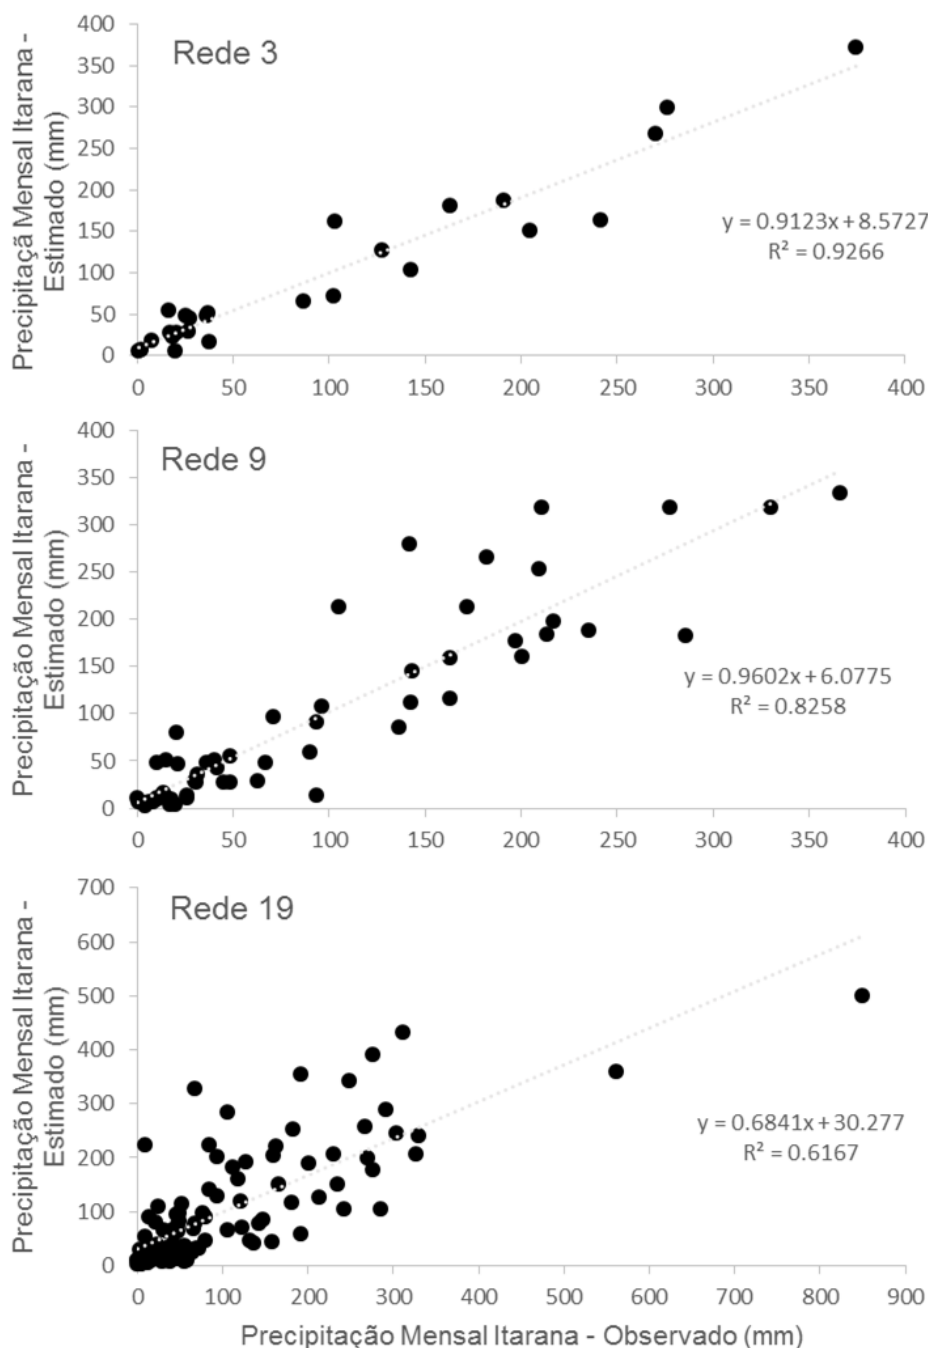 Precipitaçã Mensal Itarana -
Estimado (mm)
Rede 3
400
350
300
250
200
150
100
50
0
y = 0.9123x + 8.5727
R² = 0.9266
0 50 100 150 200 250 300 350 400
Precipitação Mensal Itarana -
Estimado (mm)
Rede 9
400
350
300
250
200
150
100
50
0
y = 0.9602x + 6.0775
R² = 0.8258
0 50 100 150 200 250 300 350 400
Precipitação Mensal Itarana -
Estimado (mm)
Rede 19
700
600
500
400
300
200
100
0
y = 0.6841x + 30.277
R² = 0.6167
0 100 200 300 400 500 600 700 800 900
Precipitação Mensal Itarana - Observado (mm)